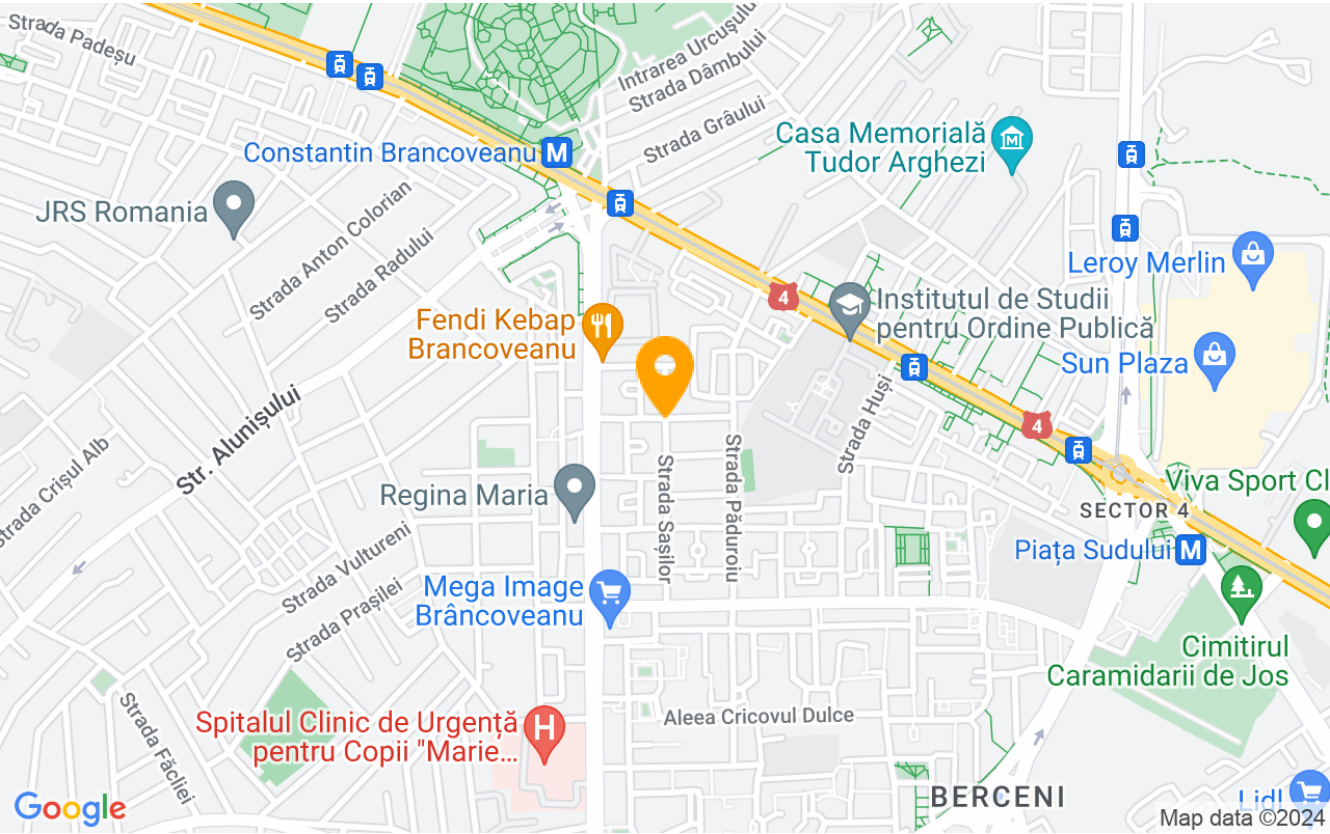 Strada Padeșu
Intrarea Urcușulu
Strada Dâmbului
Strada Grâului
Casa Memorială
Tudor Arghezi
Constantin Brancoveanu M
JRS Romania
Strada Anton Colorian
Strada Radului
Leroy Merlin
4
Institutul de Studii
pentru Ordine Publică
Fendi Kebap
Brancoveanu
Sun Plaza
Strada Huși
4
Str. Alunișului
Strada Crișul Alb
Strada Sașilor
Strada Păduroiu
Regina Maria
Viva Sport Cl
SECTOR 4
Piața Sudului M
Strada Vultureni
Strada Prașilei
Mega Image
Brâncoveanu
Cimitirul
Caramidarii de Jos
Strada Făcliei
Spitalul Clinic de Urgență
pentru Copii "Marie...
H
Aleea Cricovul Dulce
BERCENI
Lidl
Google
Map data ©2024